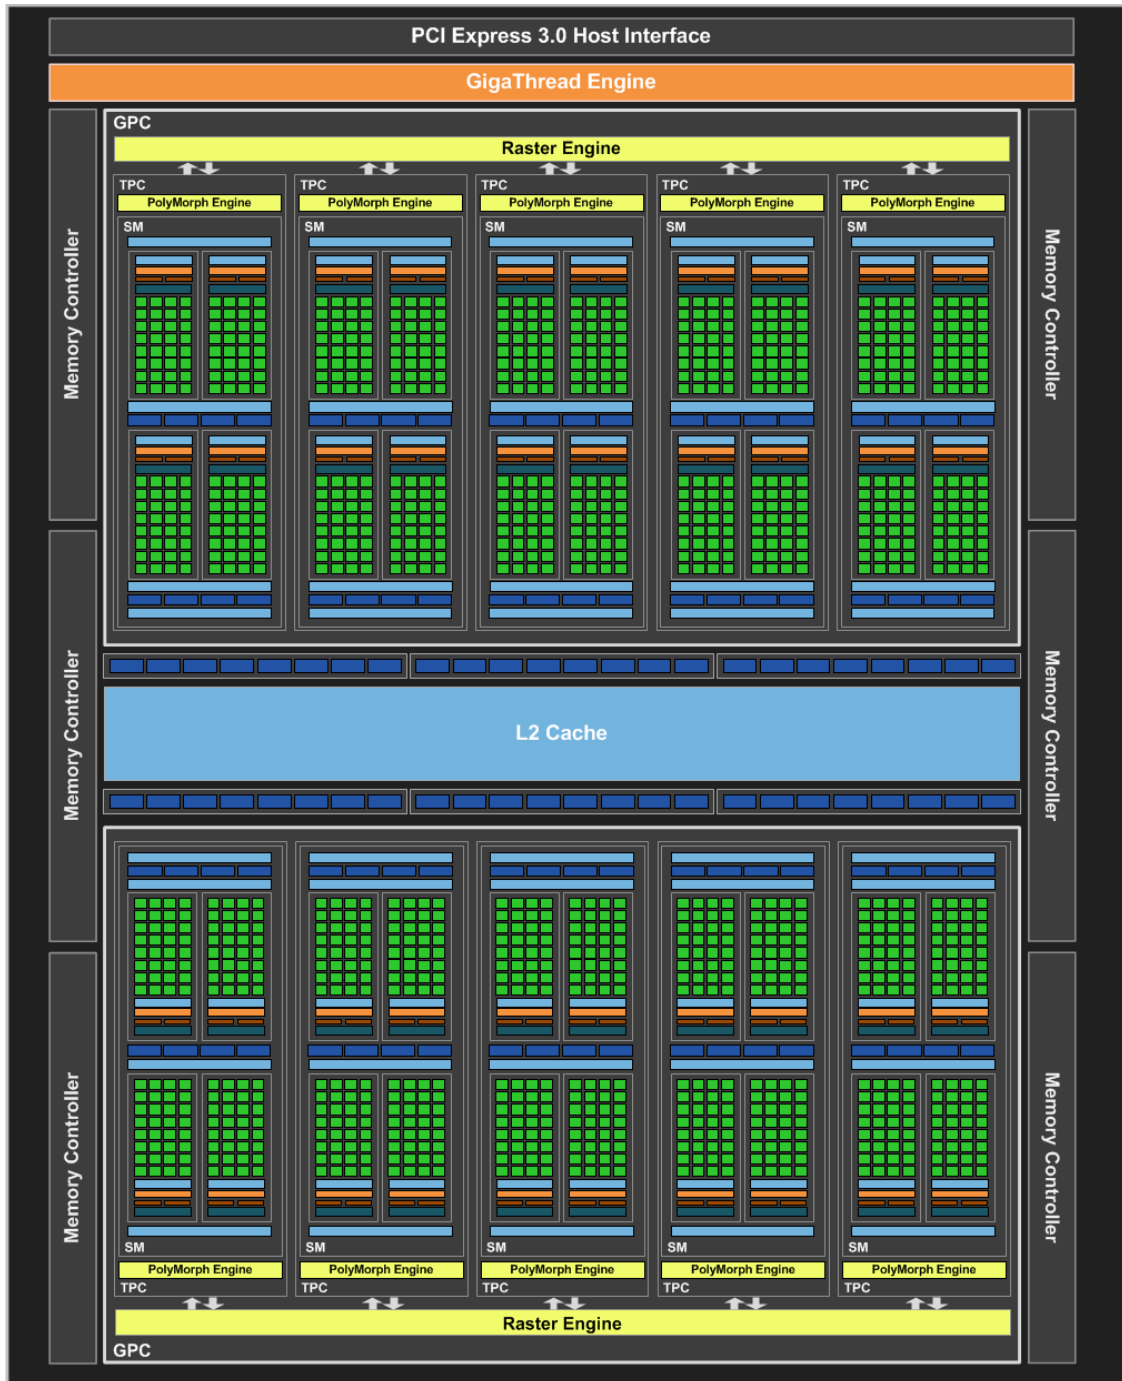 PCI Express 3.0 Host Interface
GigaThread Engine
Memory Controller
Memory Controller
Memory Controller
GPC
Raster Engine
TPC
TPC
TPC
TPC
TPC
PolyMorph Engine
PolyMorph Engine
PolyMorph Engine
PolyMorph Engine
PolyMorph Engine
SM
SM
SM
SM
SM
L2 Cache
SM
SM
SM
SM
SM
PolyMorph Engine
PolyMorph Engine
PolyMorph Engine
PolyMorph Engine
PolyMorph Engine
TPC
TPC
TPC
TPC
TPC
Raster Engine
GPC
Memory Controller
Memory Controller
Memory Controller